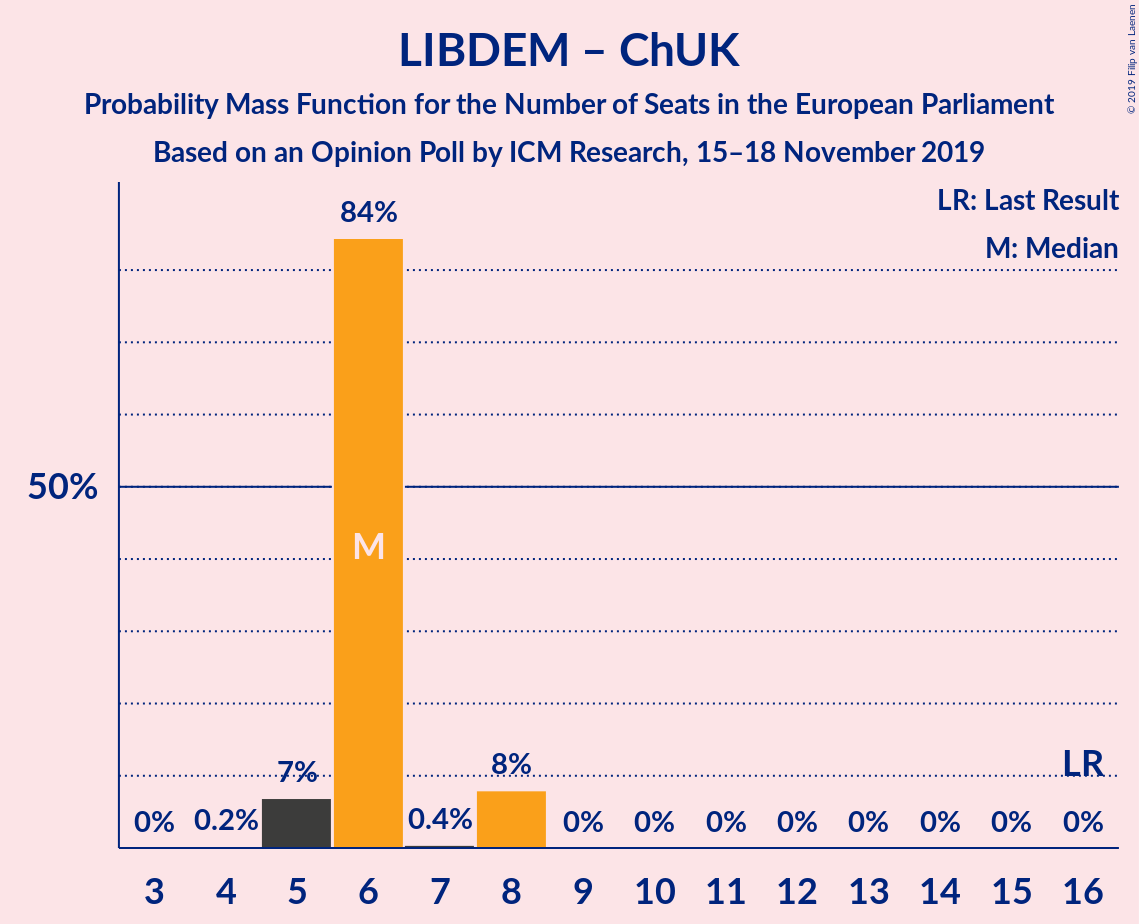 LIBDEM – ChUK
Probability Mass Function for the Number of Seats in the European Parliament
Based on an Opinion Poll by ICM Research, 15–18 November 2019
© 2019 Filip van Laenen
LR: Last Result
M: Median
84%
50%
M
7%
8%
LR
0%
0.2%
0.4%
0%
0%
0%
0%
0%
0%
0%
0%
3 4 5 6 7 8 9 10 11 12 13 14 15 16